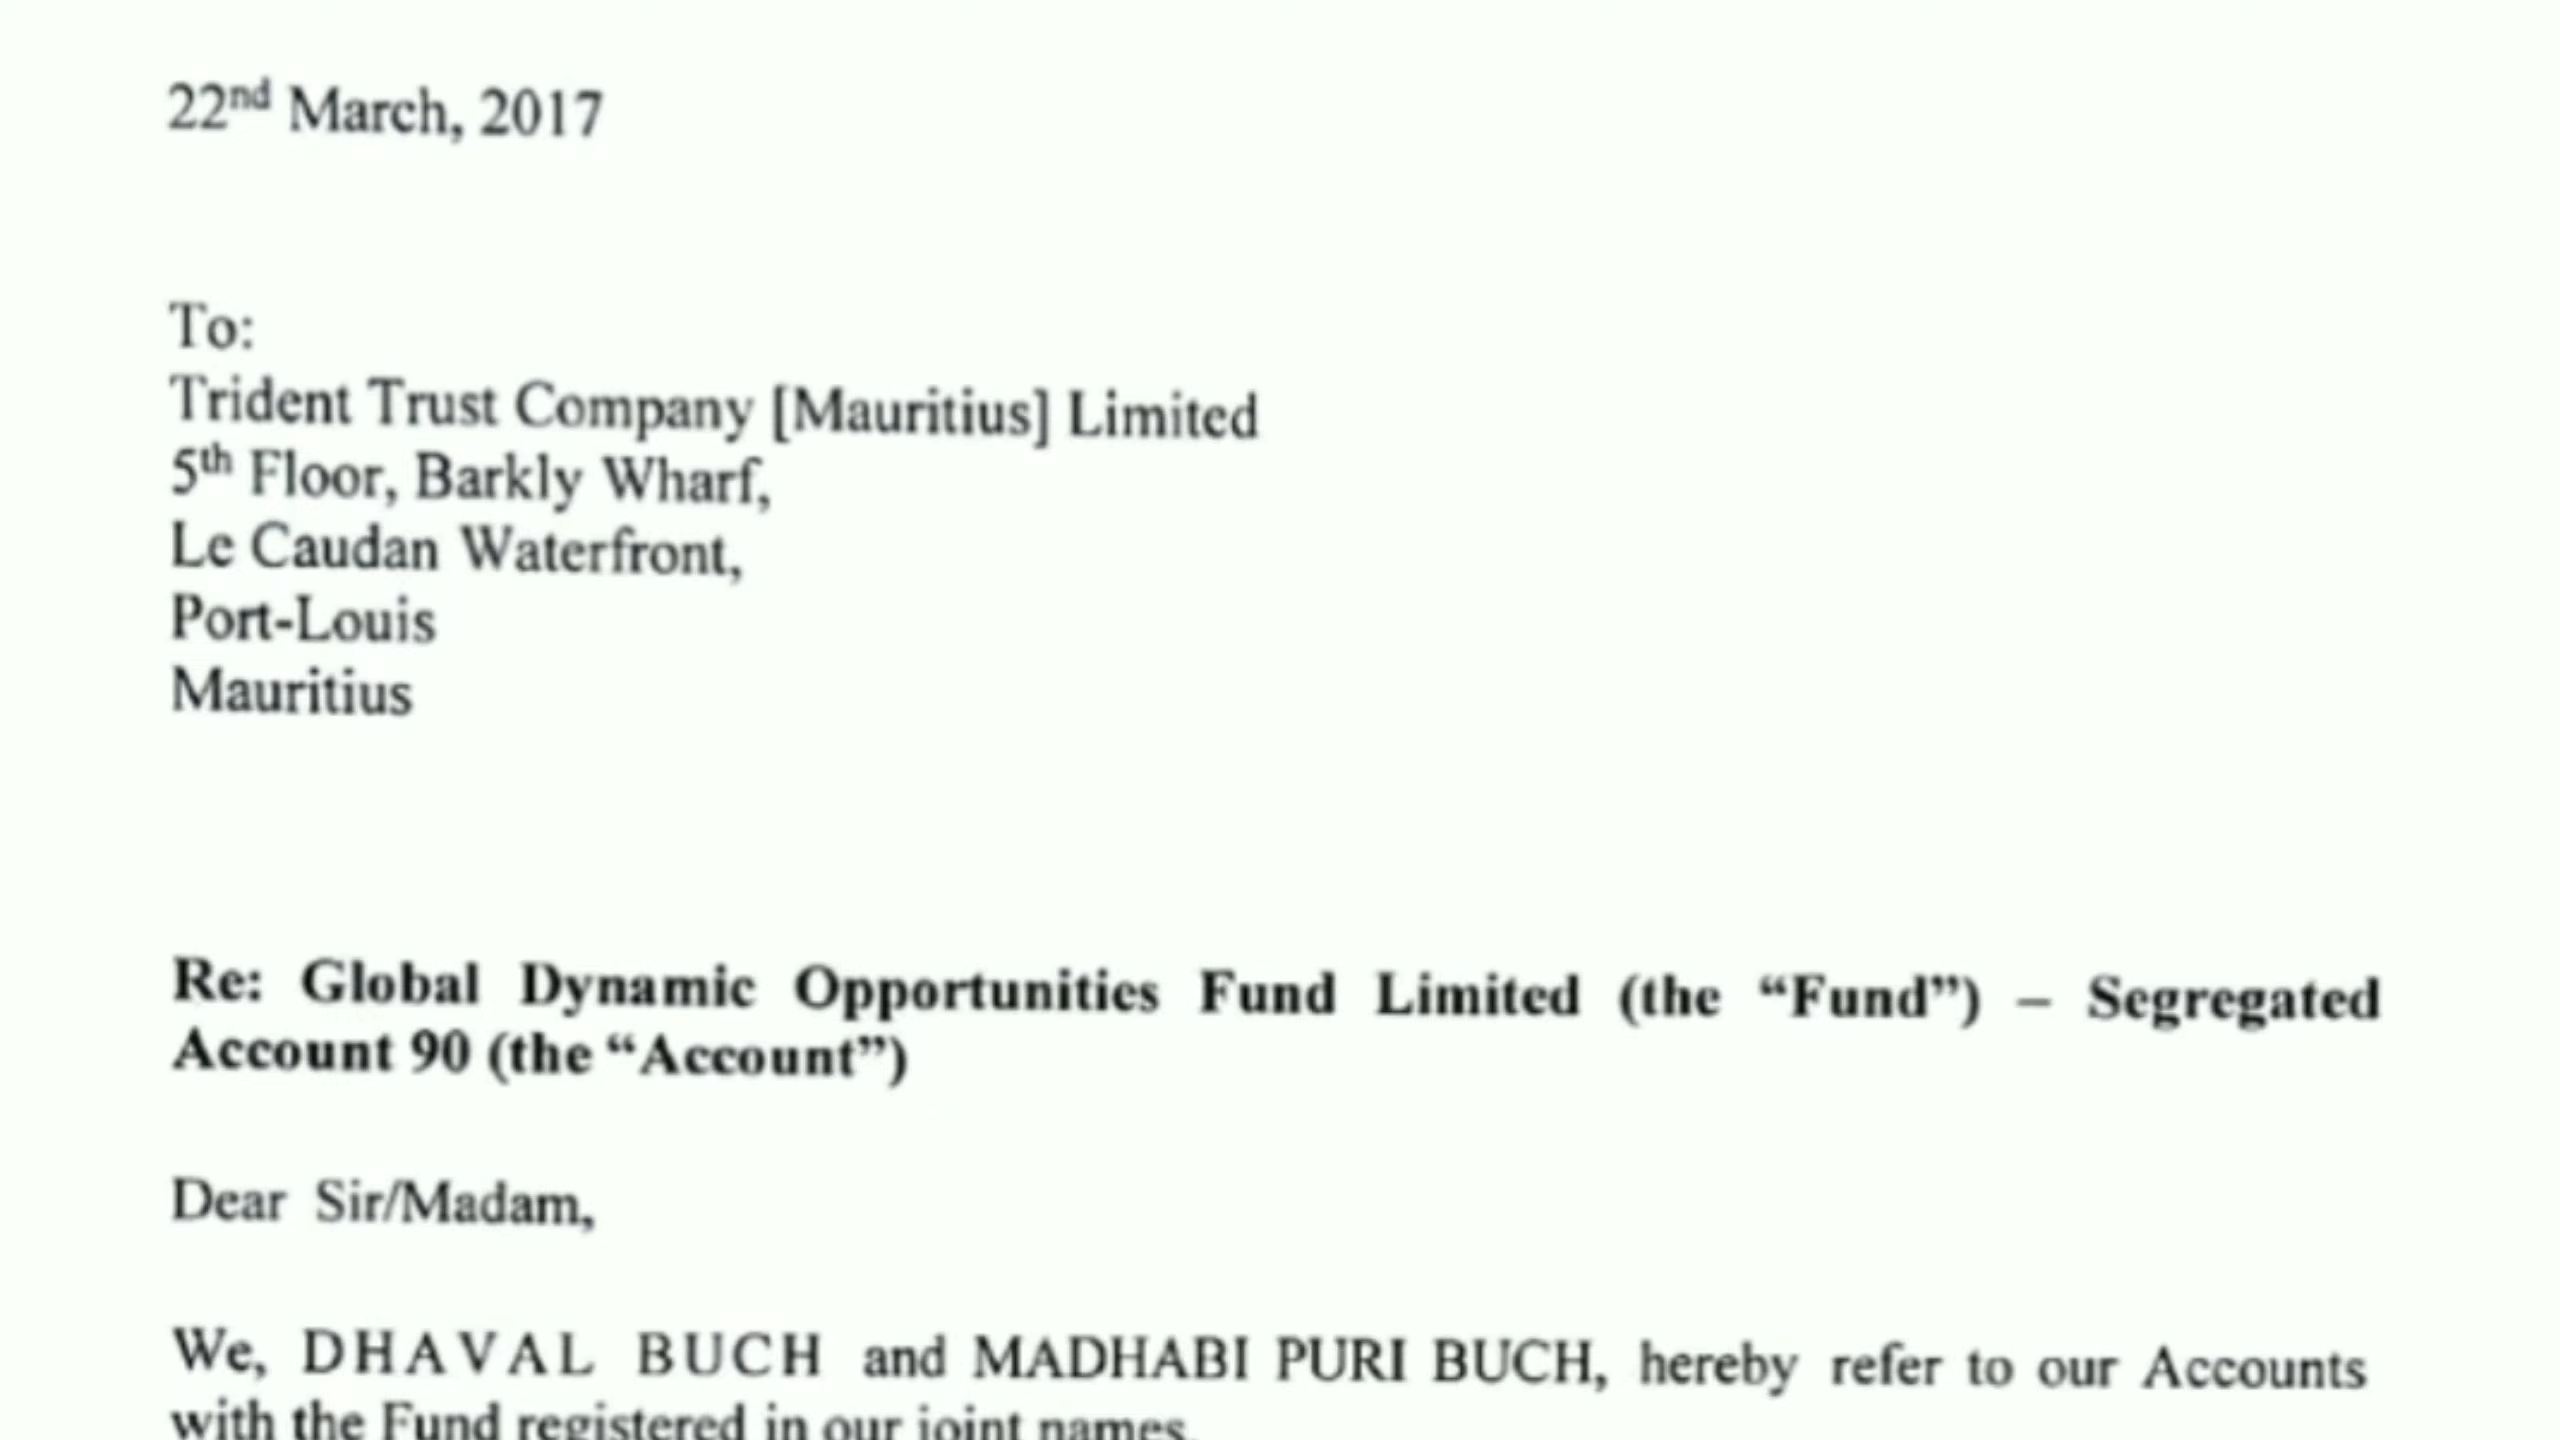 22nd March, 2017
To:
Trident Trust Company [Mauritius] Limited
5th Floor, Barkly Wharf,
Le Caudan Waterfront,
Port-Louis
Mauritius
Re: Global Dynamic Opportunities Fund Limited (the “Fund”) – Segregated
Account 90 (the “Account”)
Dear Sir/Madam,
We, DHAVAL BUCH and MADHABI PURI BUCH, hereby refer to our Accounts
with the Fund registered in our joint names.